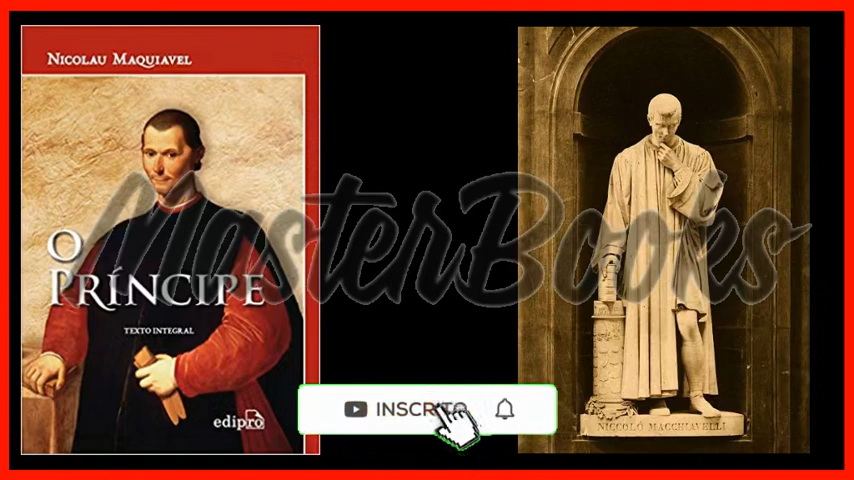 NICOLAU MAQUIAVEL
O
PRÍNCIPE
TEXTO INTEGRAL
edipro
MasterBooks
INSCRITO
NICCOLÒ MACCHIAVELLI